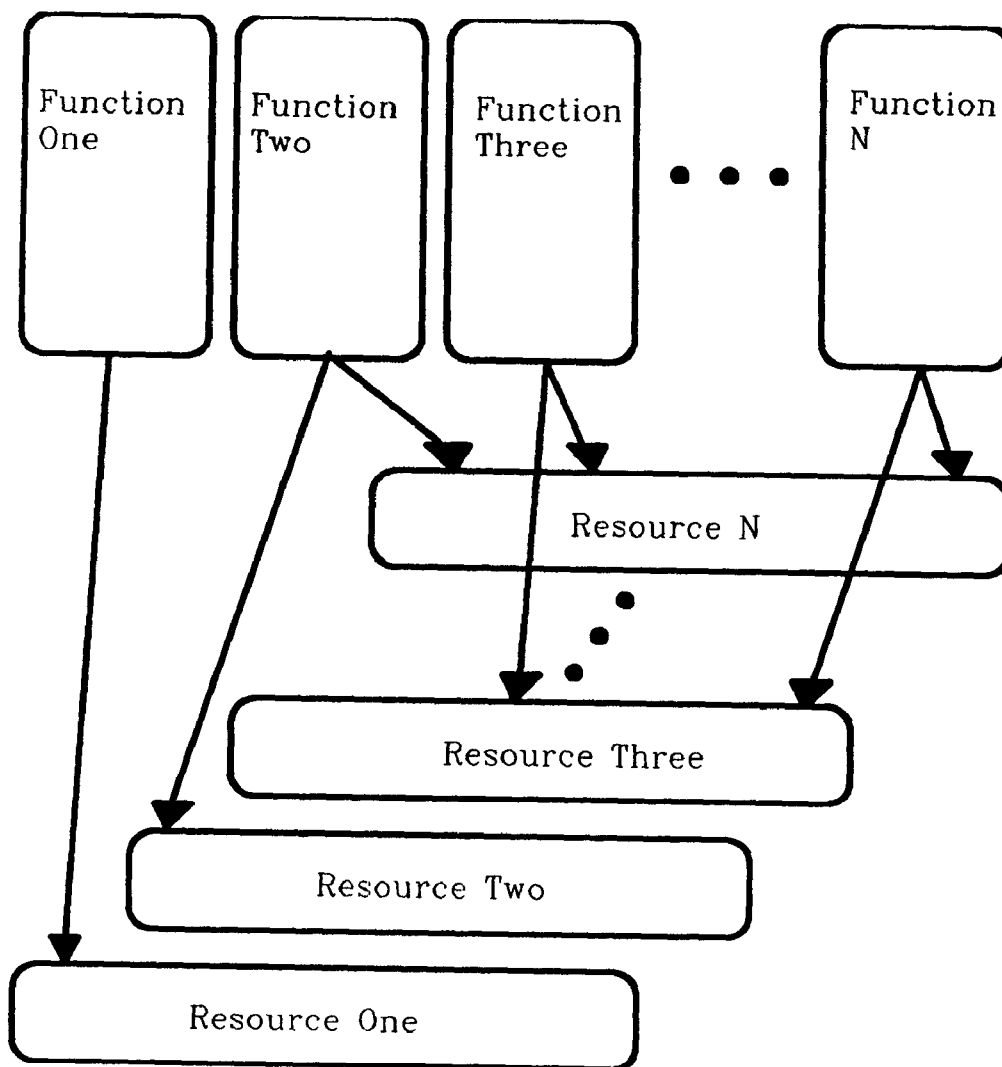 Function
One
Function
Two
Function
Three
Function
N
Resource N
Resource Three
Resource Two
Resource One